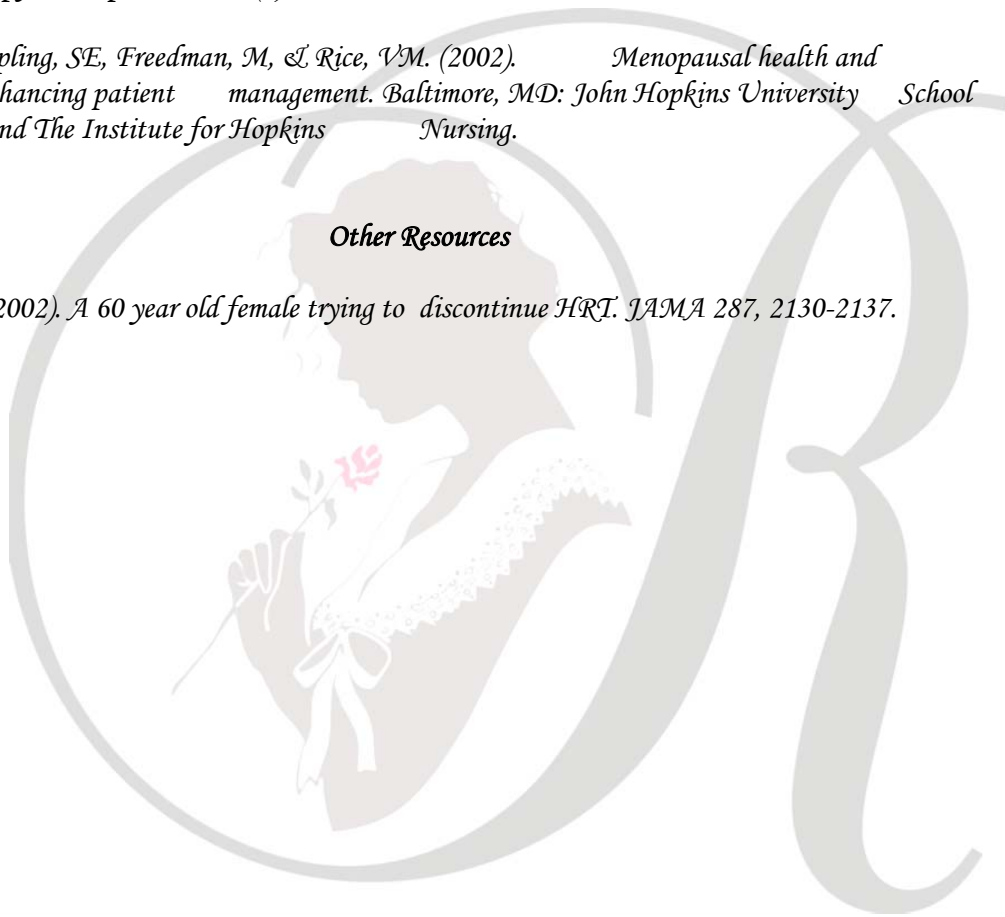 pling, SE, Freedman, M, & Rice, VM. (2002). Menopausal health and
hancing patient management. Baltimore, MD: John Hopkins University School
nd The Institute for Hopkins Nursing.
Other Resources
2002). A 60 year old female trying to discontinue HRT. JAMA 287, 2130-2137.
R